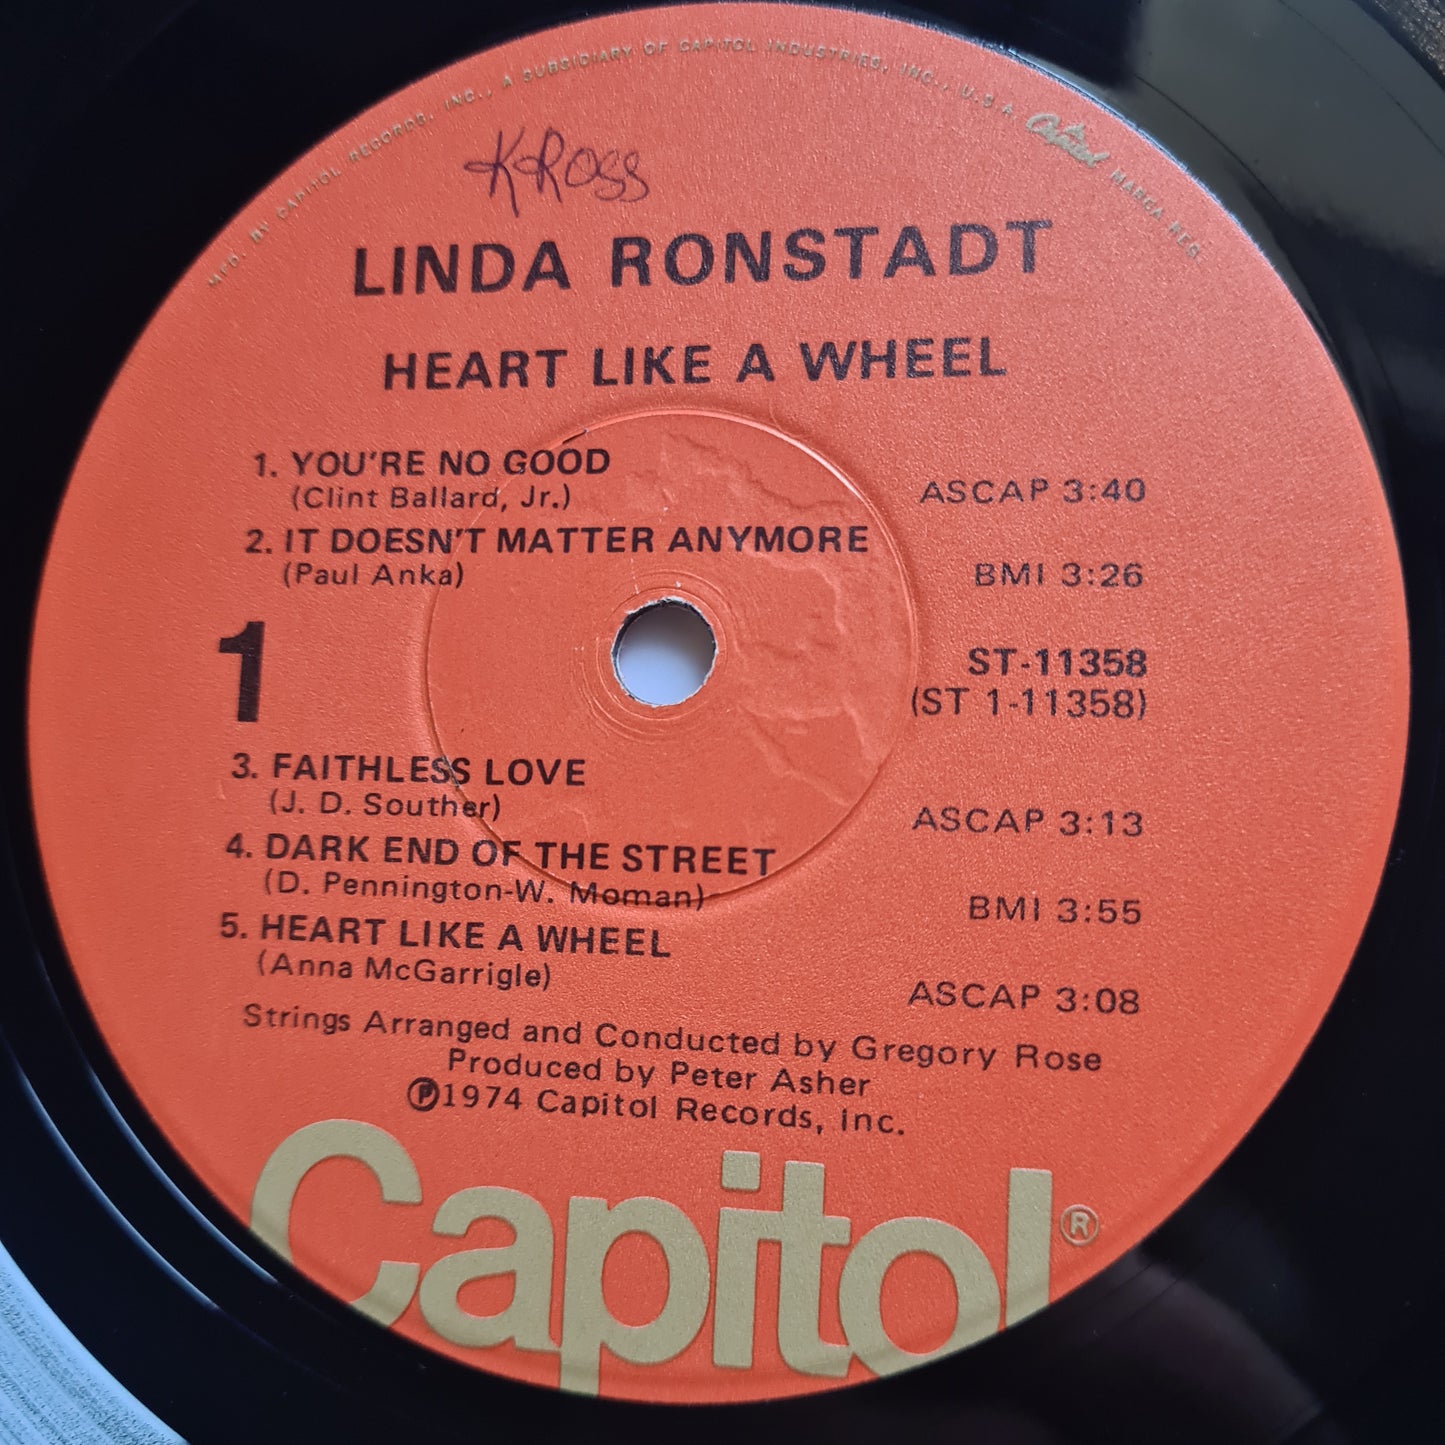 MFD. BY CAPITOL RECORDS, INC., A SUBSIDIARY OF CAPITOL INDUSTRIES, INC., U.S.A. Capitol MARCA REG.
K Ross
LINDA RONSTADT
HEART LIKE A WHEEL
1. YOU'RE NO GOOD
(Clint Ballard, Jr.) ASCAP 3:40
2. IT DOESN'T MATTER ANYMORE
(Paul Anka) BMI 3:26
1
ST-11358
(ST 1-11358)
3. FAITHLESS LOVE
(J. D. Souther) ASCAP 3:13
4. DARK END OF THE STREET
(D. Pennington-W. Moman) BMI 3:55
5. HEART LIKE A WHEEL
(Anna McGarrigle) ASCAP 3:08
Strings Arranged and Conducted by Gregory Rose
Produced by Peter Asher
℗1974 Capitol Records, Inc.
Capitol®